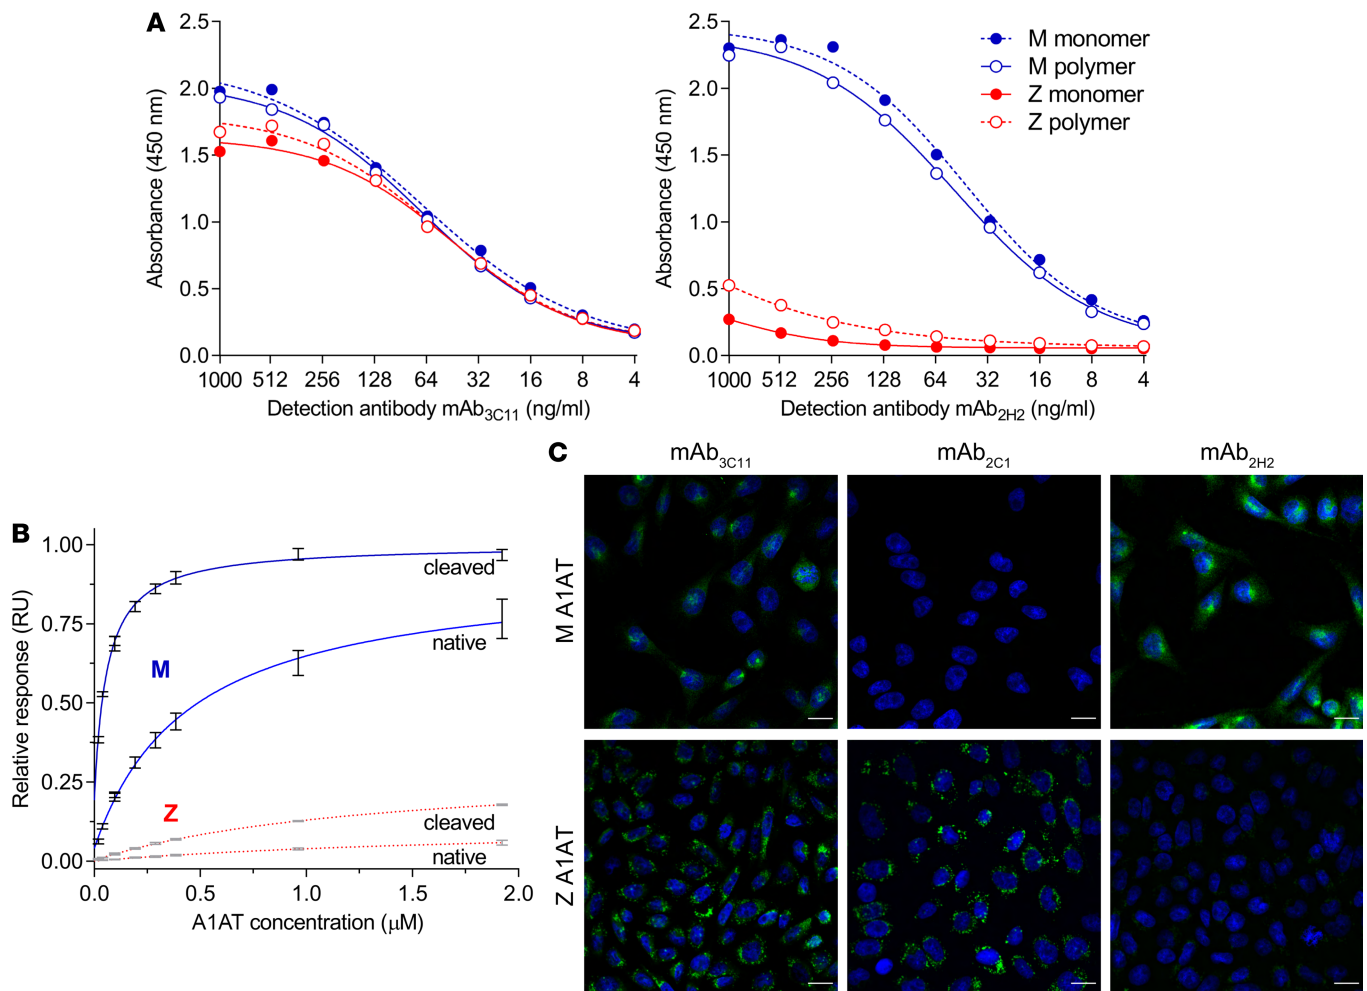 A
2.5
2.0
1.5
1.0
0.5
0.0
Absorbance (450 nm)
1000 512 256 128 64 32 16 8 4
Detection antibody mAb3C11 (ng/ml)
2.5
2.0
1.5
1.0
0.5
0.0
Absorbance (450 nm)
1000 512 256 128 64 32 16 8 4
Detection antibody mAb2H2 (ng/ml)
M monomer
M polymer
Z monomer
Z polymer
B
1.00
0.75
0.50
0.25
0.00
Relative response (RU)
cleaved
native
M
Z
cleaved
native
0.0 0.5 1.0 1.5 2.0
A1AT concentration (μM)
C
mAb3C11
mAb2C1
mAb2H2
M A1AT
Z A1AT